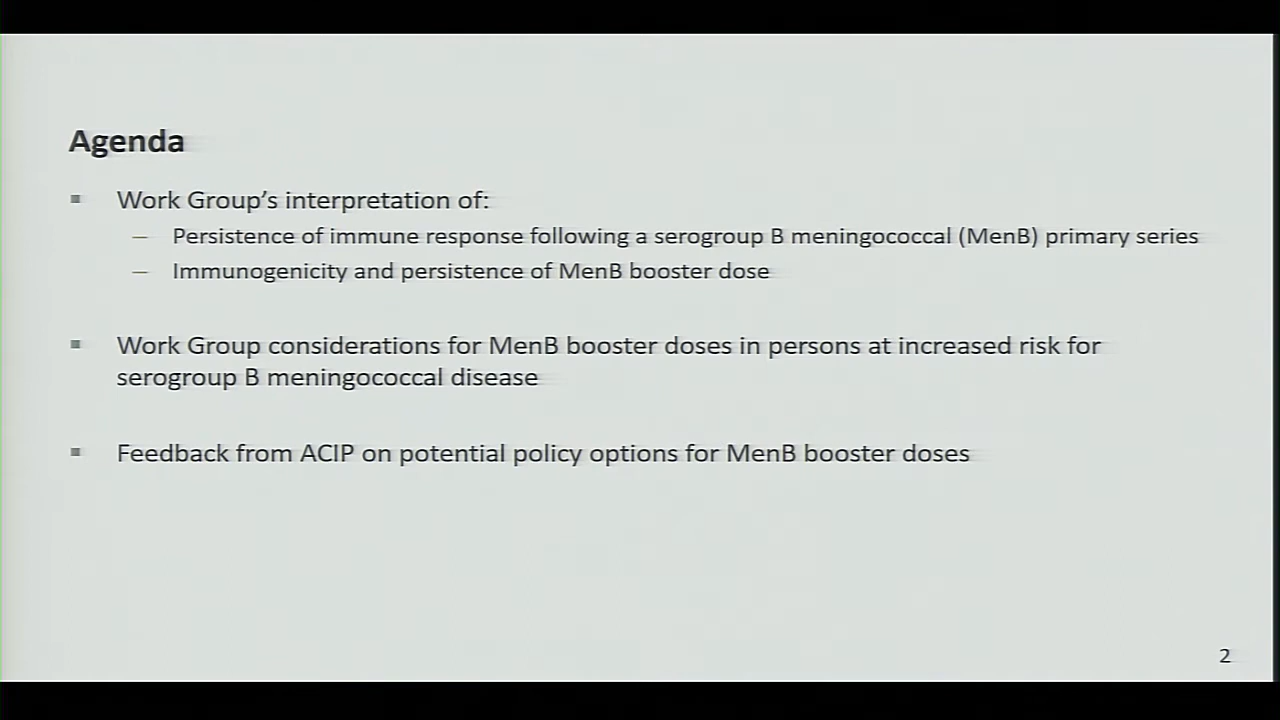 Agenda
▪ Work Group’s interpretation of:
– Persistence of immune response following a serogroup B meningococcal (MenB) primary series
– Immunogenicity and persistence of MenB booster dose
▪ Work Group considerations for MenB booster doses in persons at increased risk for
serogroup B meningococcal disease
▪ Feedback from ACIP on potential policy options for MenB booster doses
2